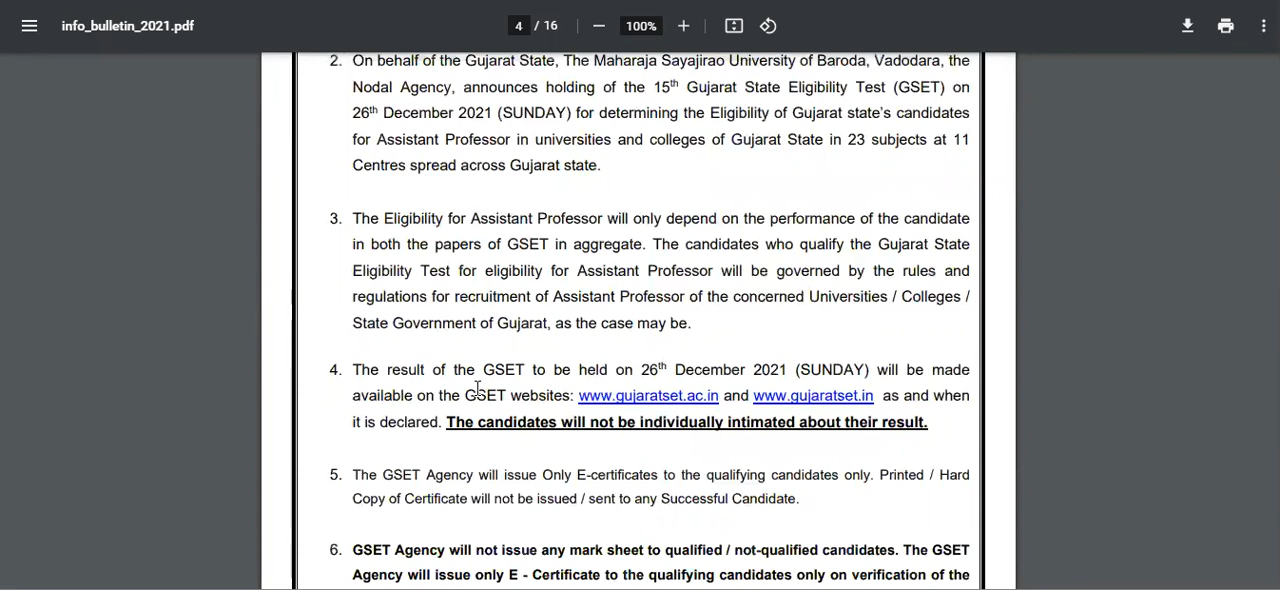 info_bulletin_2021.pdf
4 / 16
100%
2. On behalf of the Gujarat State, The Maharaja Sayajirao University of Baroda, Vadodara, the
Nodal Agency, announces holding of the 15th Gujarat State Eligibility Test (GSET) on
26th December 2021 (SUNDAY) for determining the Eligibility of Gujarat state's candidates
for Assistant Professor in universities and colleges of Gujarat State in 23 subjects at 11
Centres spread across Gujarat state.
3. The Eligibility for Assistant Professor will only depend on the performance of the candidate
in both the papers of GSET in aggregate. The candidates who qualify the Gujarat State
Eligibility Test for eligibility for Assistant Professor will be governed by the rules and
regulations for recruitment of Assistant Professor of the concerned Universities / Colleges /
State Government of Gujarat, as the case may be.
4. The result of the GSET to be held on 26th December 2021 (SUNDAY) will be made
available on the GSET websites: www.gujaratset.ac.in and www.gujaratset.in as and when
it is declared. The candidates will not be individually intimated about their result.
5. The GSET Agency will issue Only E-certificates to the qualifying candidates only. Printed / Hard
Copy of Certificate will not be issued / sent to any Successful Candidate.
6. GSET Agency will not issue any mark sheet to qualified / not-qualified candidates. The GSET
Agency will issue only E - Certificate to the qualifying candidates only on verification of the